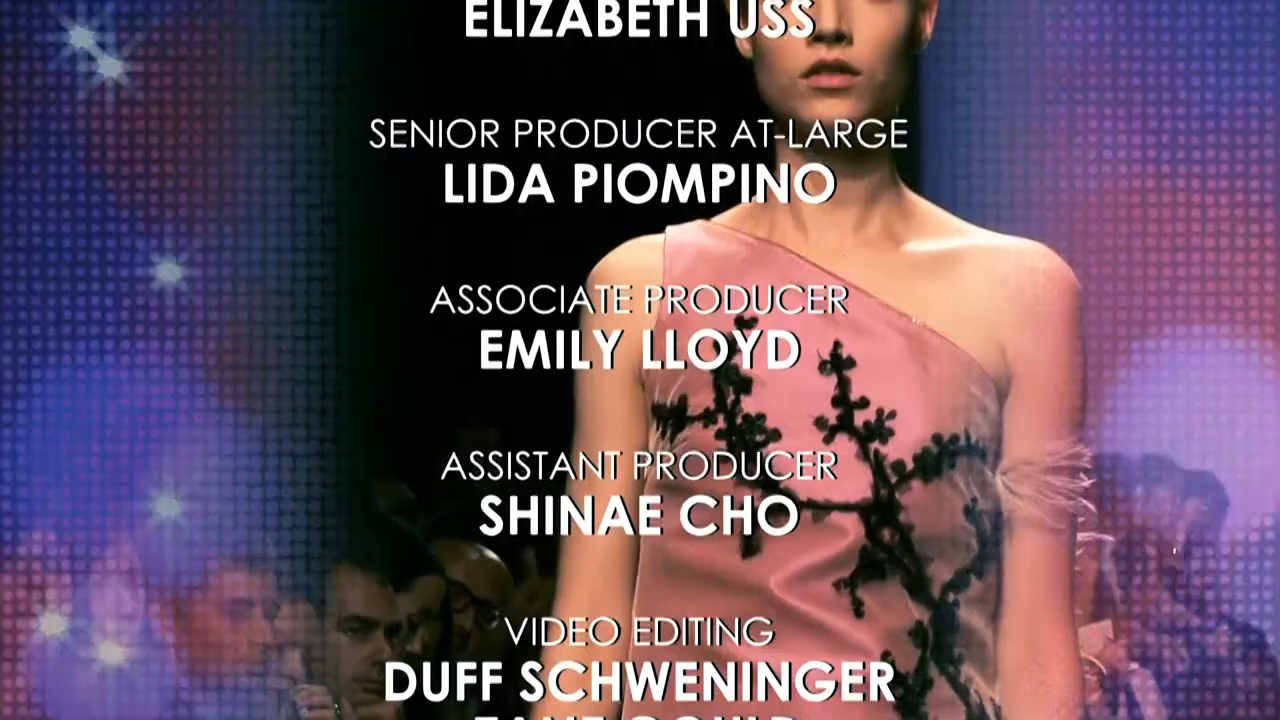 ELIZABETH USS
SENIOR PRODUCER AT-LARGE
LIDA PIOMPINO
ASSOCIATE PRODUCER
EMILY LLOYD
ASSISTANT PRODUCER
SHINAE CHO
VIDEO EDITING
DUFF SCHWENINGER